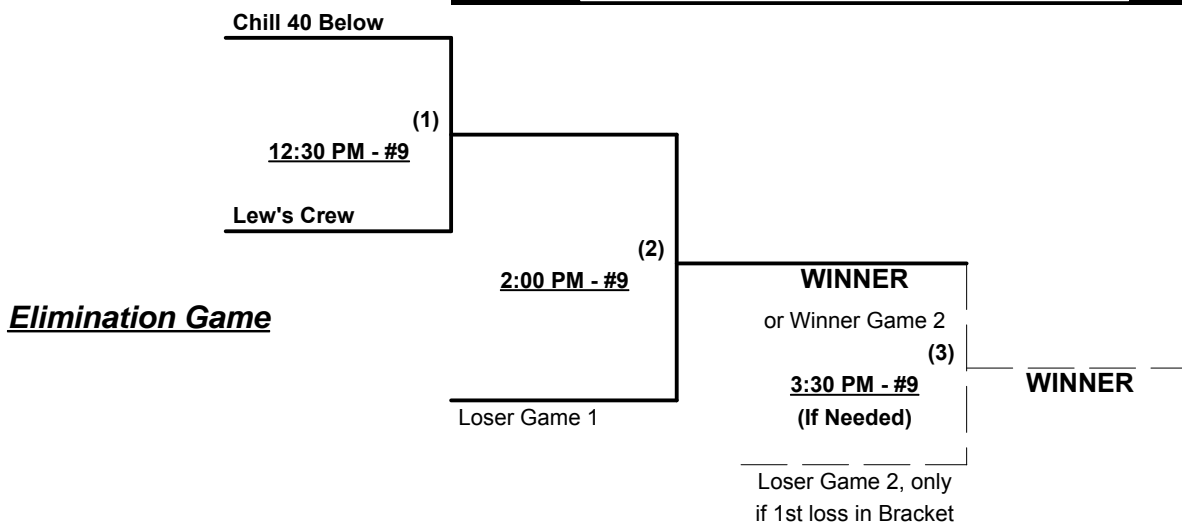 Chill 40 Below
(1)
12:30 PM - #9
Lew's Crew
(2)
2:00 PM - #9
WINNER
Elimination Game
or Winner Game 2
(3)
3:30 PM - #9
WINNER
Loser Game 1
(If Needed)
Loser Game 2, only
if 1st loss in Bracket